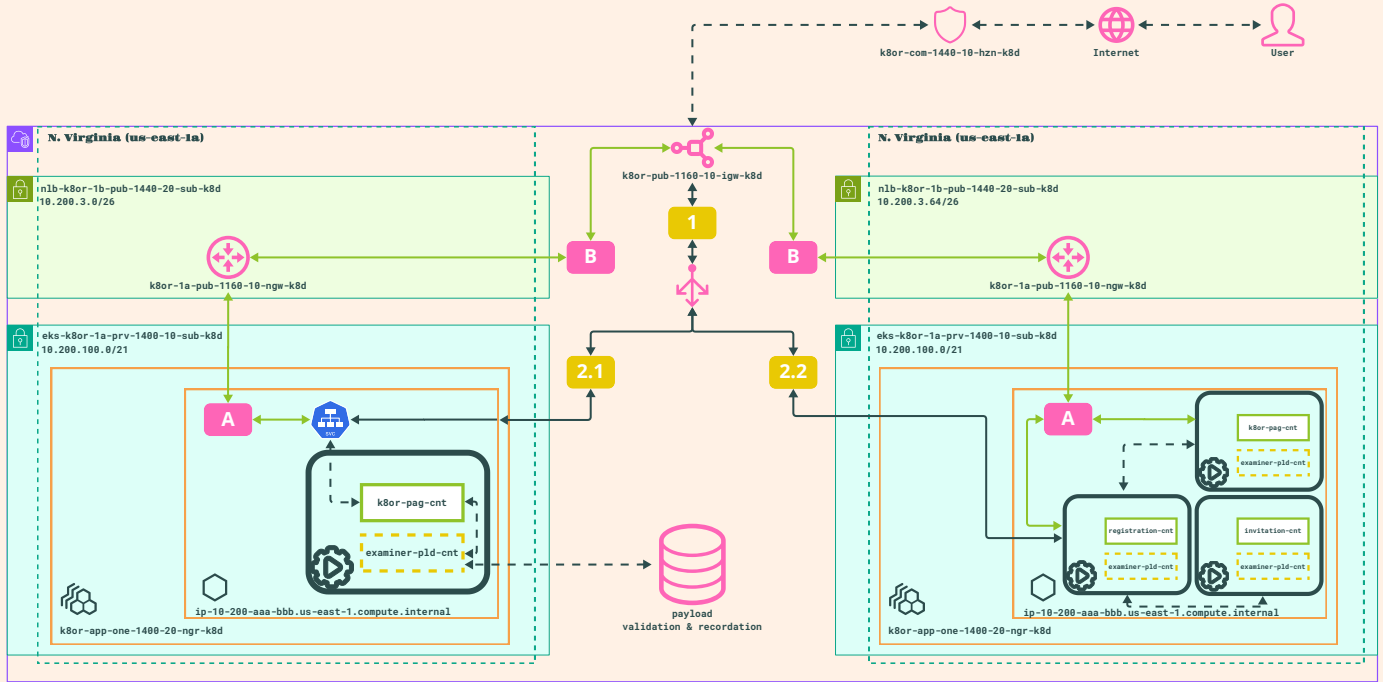 k8or-com-1440-10-hzn-k8d
Internet
User
N. Virginia (us-east-1a)
nlb-k8or-1b-pub-1440-20-sub-k8d
10.200.3.0/26
k8or-1a-pub-1160-10-ngw-k8d
eks-k8or-1a-prv-1400-10-sub-k8d
10.200.100.0/21
A
svc
k8or-pag-cnt
examiner-pld-cnt
ip-10-200-aaa-bbb.us-east-1.compute.internal
k8or-app-one-1400-20-ngr-k8d
k8or-pub-1160-10-igw-k8d
1
B
B
2.1
2.2
payload
validation & recordation
N. Virginia (us-east-1a)
nlb-k8or-1b-pub-1440-20-sub-k8d
10.200.3.64/26
k8or-1a-pub-1160-10-ngw-k8d
eks-k8or-1a-prv-1400-10-sub-k8d
10.200.100.0/21
A
k8or-pag-cnt
examiner-pld-cnt
registration-cnt
examiner-pld-cnt
invitation-cnt
examiner-pld-cnt
ip-10-200-aaa-bbb.us-east-1.compute.internal
k8or-app-one-1400-20-ngr-k8d